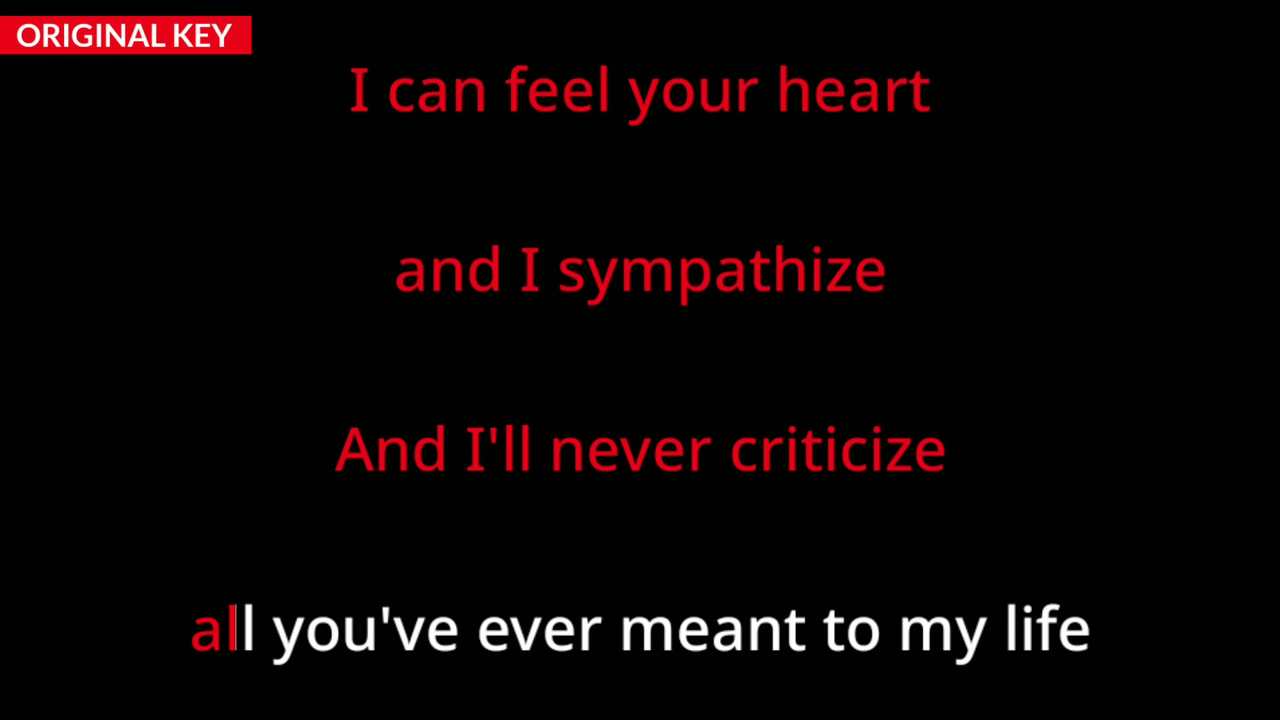 ORIGINAL KEY
I can feel your heart
and I sympathize
And I'll never criticize
all you've ever meant to my life